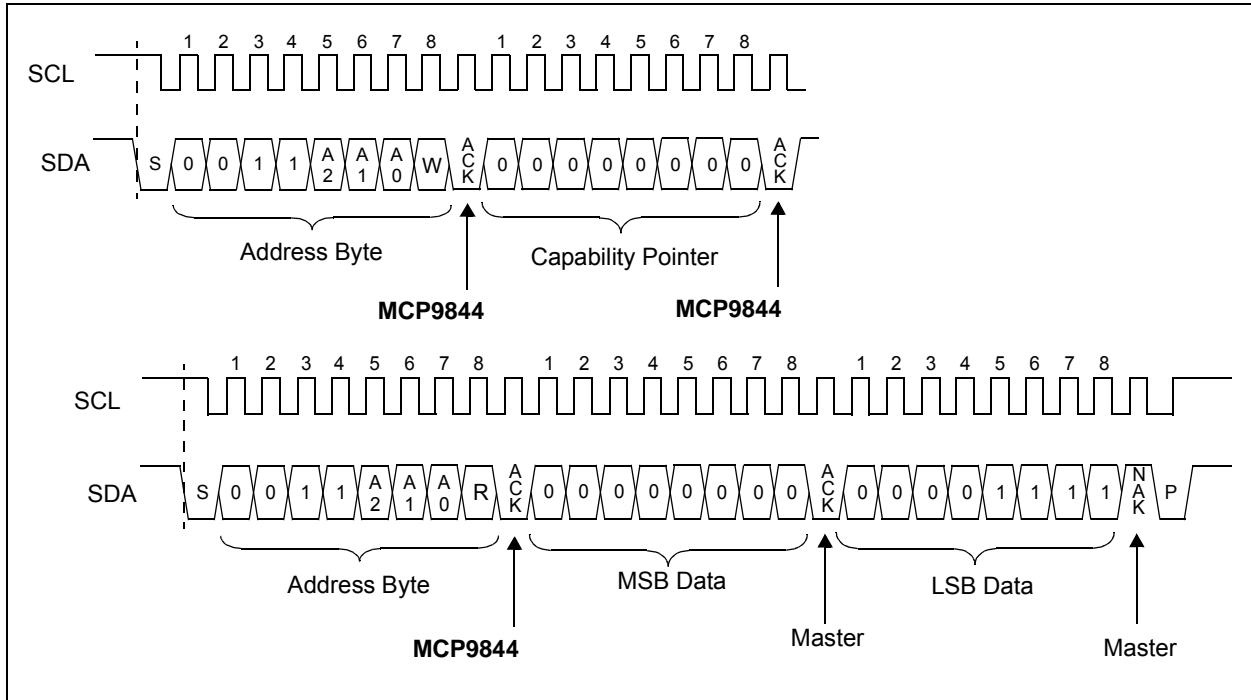 1 2 3 4 5 6 7 8 1 2 3 4 5 6 7 8
SCL
SDA S 0 0 1 1 A2 A1 A0 W ACK 0 0 0 0 0 0 0 0 ACK
Address Byte Capability Pointer
MCP9844 MCP9844
1 2 3 4 5 6 7 8 1 2 3 4 5 6 7 8 1 2 3 4 5 6 7 8
SCL
SDA S 0 0 1 1 A2 A1 A0 R ACK 0 0 0 0 0 0 0 0 ACK 0 0 0 0 1 1 1 1 NAK P
Address Byte MSB Data LSB Data
MCP9844 Master Master